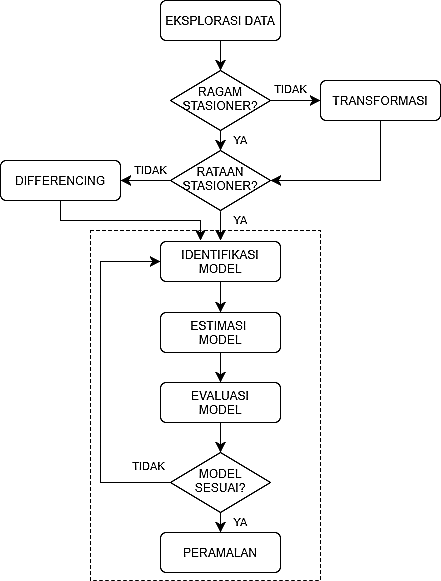 EKSPLORASI DATA
RAGAM
STASIONER?
TIDAK
TRANSFORMASI
YA
RATAAN
STASIONER?
TIDAK
DIFFERENCING
YA
IDENTIFIKASI
MODEL
ESTIMASI
MODEL
EVALUASI
MODEL
MODEL
SESUAI?
TIDAK
YA
PERAMALAN